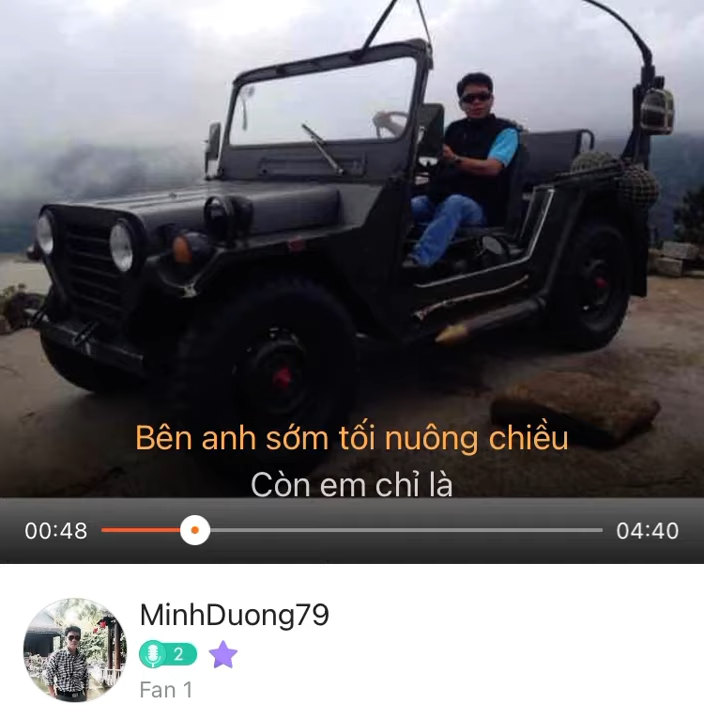 Bên anh sớm tối nuông chiều
Còn em chỉ là
00:48
04:40
MinhDuong79
2
Fan 1